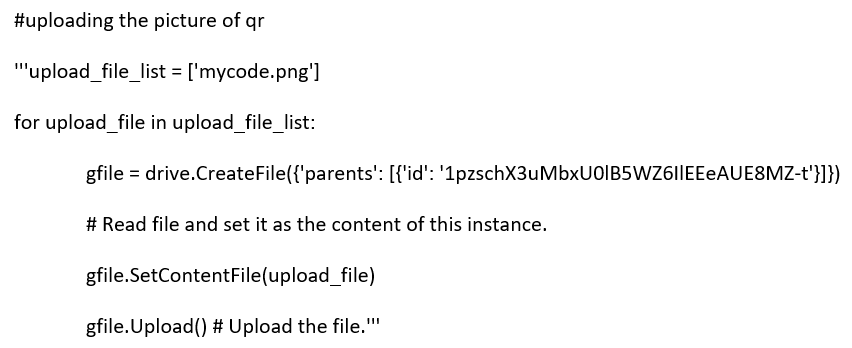 #uploading the picture of qr
'''upload_file_list = ['mycode.png']
for upload_file in upload_file_list:
gfile = drive.CreateFile({'parents': [{'id': '1pzschX3uMbxU0lB5WZ6IlEEeAUE8MZ-t'}]})
# Read file and set it as the content of this instance.
gfile.SetContentFile(upload_file)
gfile.Upload() # Upload the file.'''